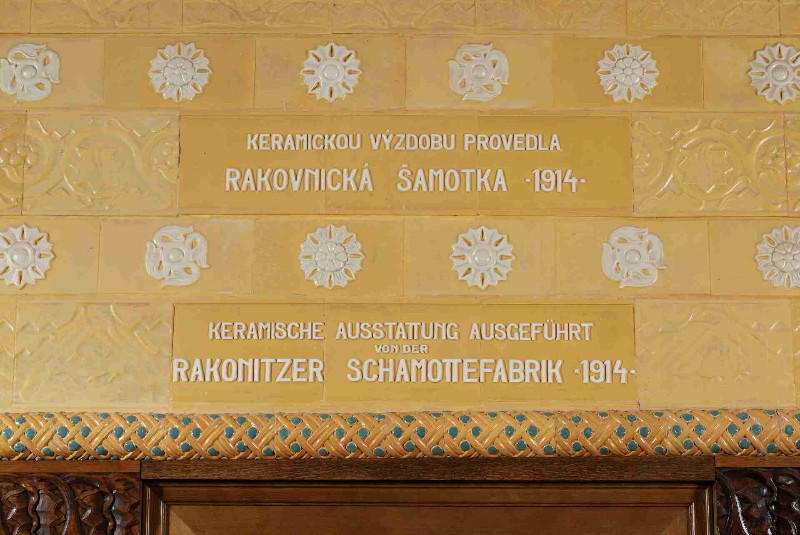 KERAMICKOU VÝZDOBU PROVEDLA
RAKOVNICKÁ ŠAMOTKA ·1914·
KERAMISCHE AUSSTATTUNG AUSGEFÜHRT
VON DER
RAKONITZER SCHAMOTTEFABRIK ·1914·